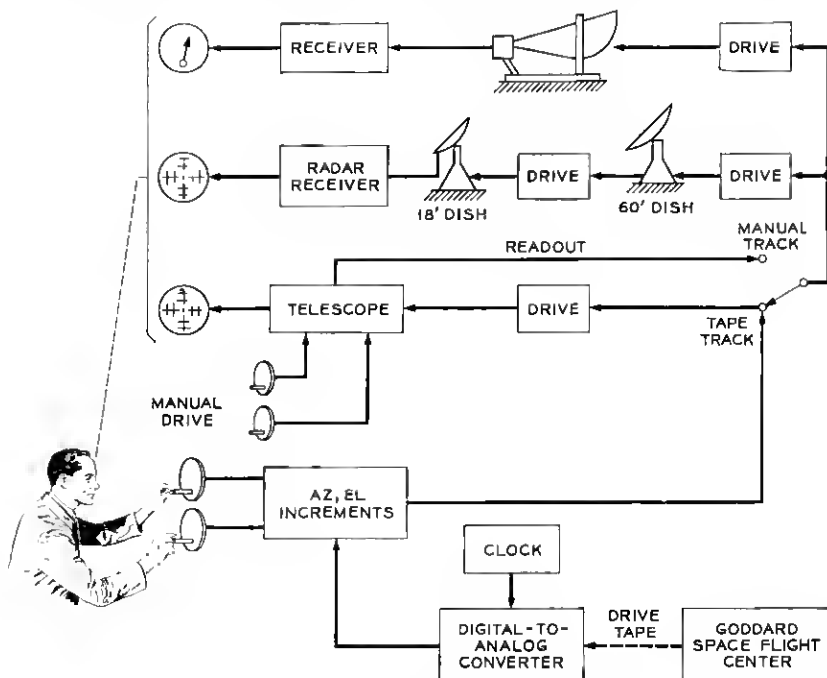 RECEIVER
DRIVE
RADAR
RECEIVER
18' DISH
DRIVE
60' DISH
DRIVE
MANUAL
TRACK
READOUT
TELESCOPE
DRIVE
TAPE
TRACK
MANUAL
DRIVE
AZ, EL
INCREMENTS
CLOCK
DIGITAL-TO-
ANALOG
CONVERTER
DRIVE
TAPE
GODDARD
SPACE FLIGHT
CENTER